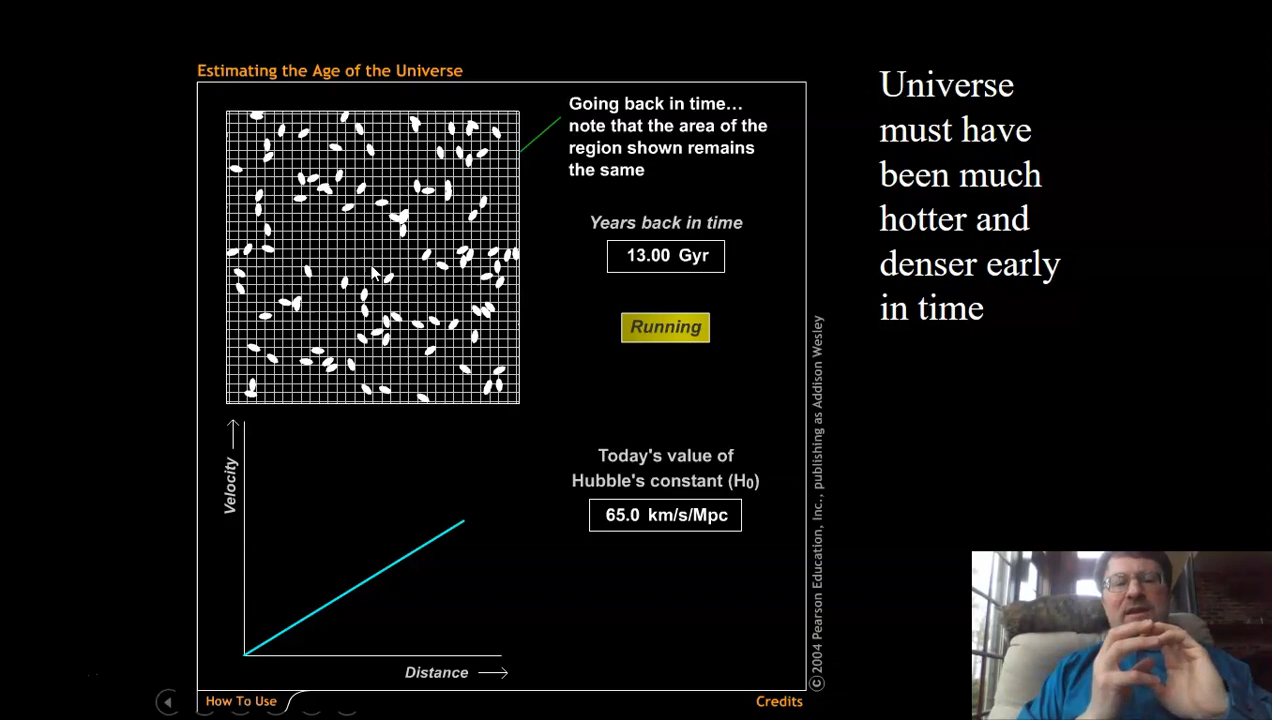 Estimating the Age of the Universe
Going back in time...
note that the area of the
region shown remains
the same
Years back in time
13.00 Gyr
Running
Today's value of
Hubble's constant (H₀)
65.0 km/s/Mpc
Velocity
Distance
How To Use
Credits
©2004 Pearson Education, Inc., publishing as Addison Wesley
Universe
must have
been much
hotter and
denser early
in time